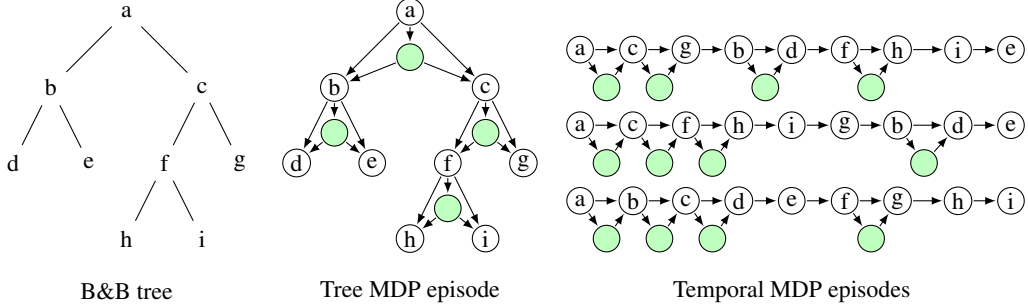 a
b c
d e f g
h i
B&B tree
a
b c
d e f g
h i
Tree MDP episode
a c g b d f h i e
a c f h i g b d e
a b c d e f g h i
Temporal MDP episodes